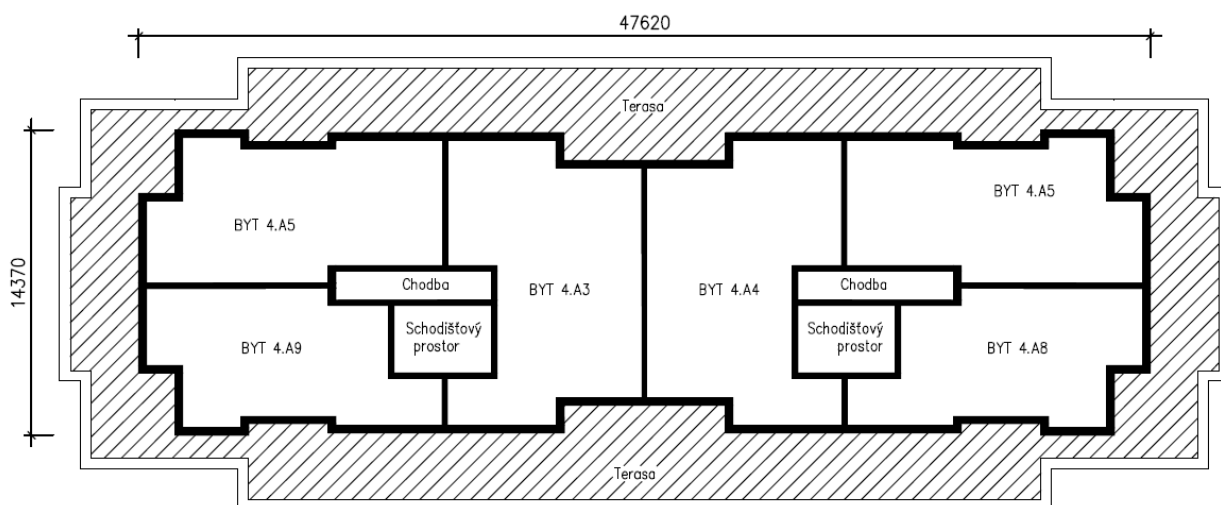 47620
Terasa
14370
BYT 4.A5
BYT 4.A5
BYT 4.A3
BYT 4.A4
Chodba
Chodba
Schodišťový
prostor
Schodišťový
prostor
BYT 4.A9
BYT 4.A8
Terasa